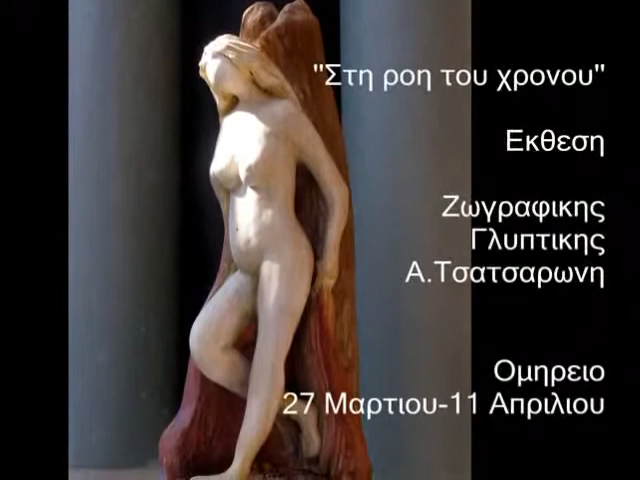 "Στη ροη του χρονου"
Εκθεση
Ζωγραφικης
Γλυπτικης
Α.Τσατσαρωνη
Ομηρειο
27 Μαρτιου-11 Απριλιου